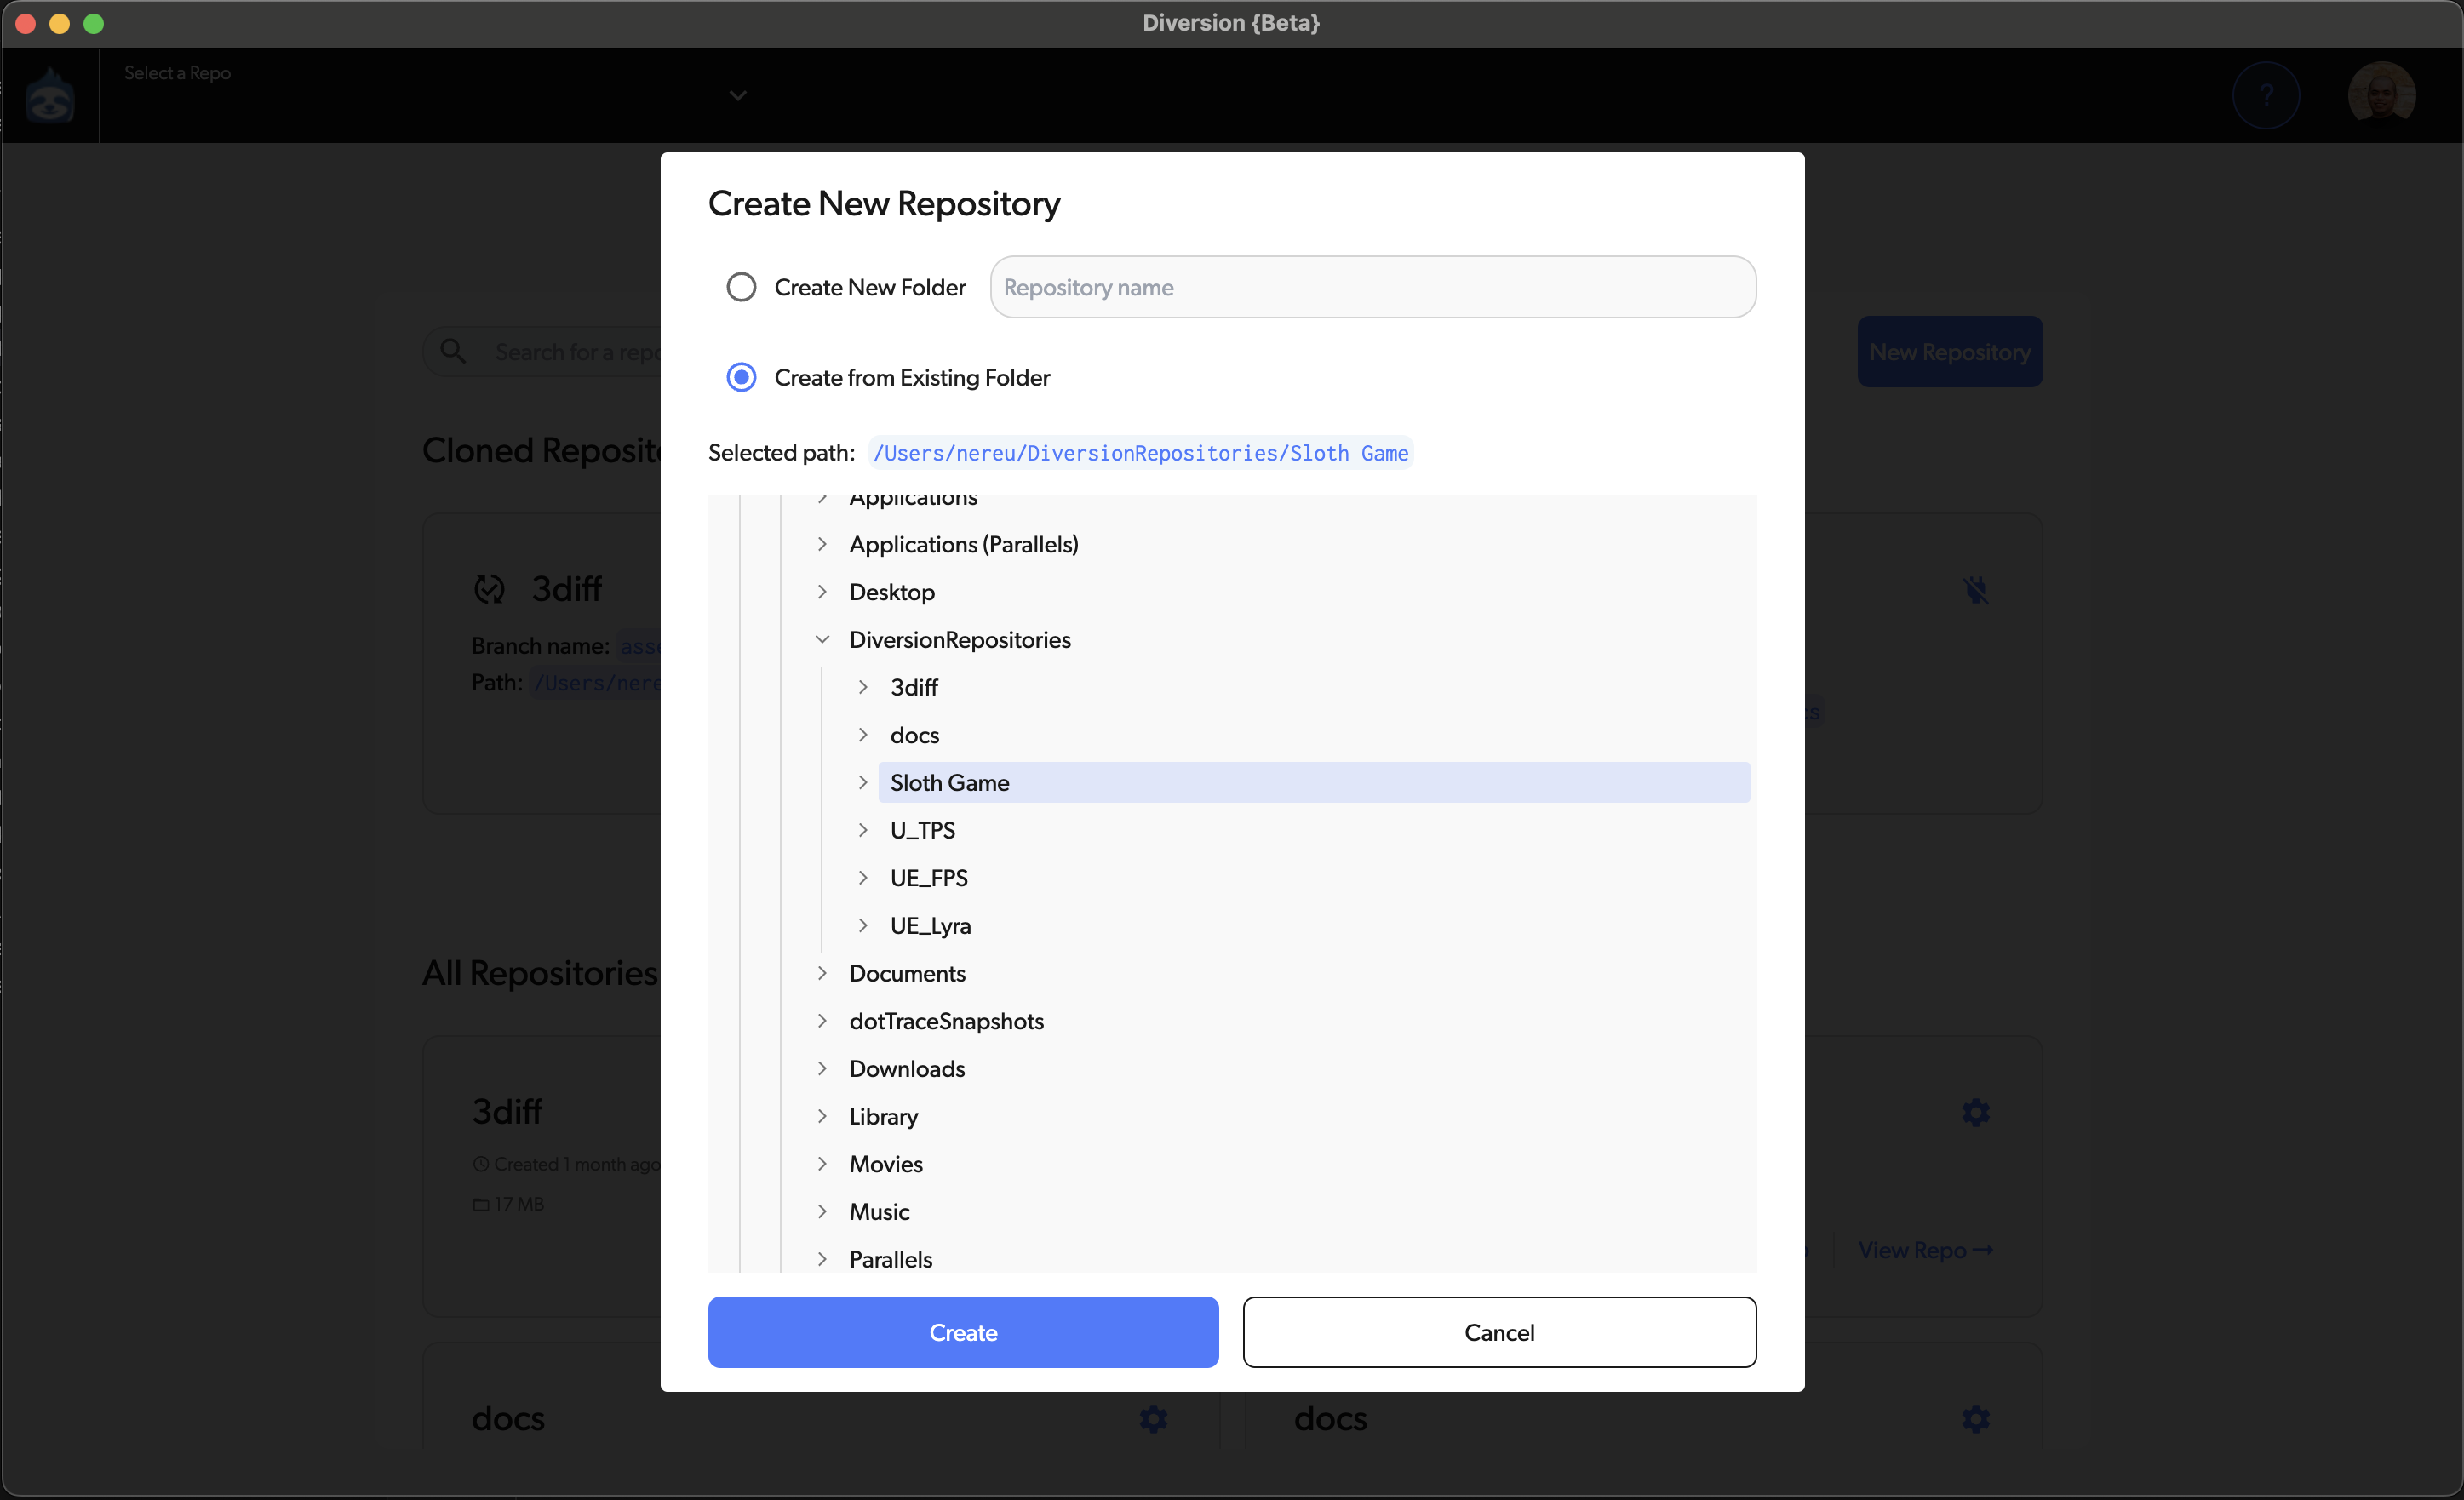 Diversion {Beta}
Select a Repo
?
Create New Repository
Create New Folder
Repository name
Search for a repo
New Repository
Create from Existing Folder
Cloned
Selected path: /Users/nereu/DiversionRepositories/Sloth Game
Applications
Applications (Parallels)
Desktop
DiversionRepositories
3diff
docs
Sloth Game
U_TPS
UE_FPS
UE_Lyra
Documents
dotTraceSnapshots
Downloads
Library
Movies
Music
Parallels
Create
Cancel
3diff
Branch name:
Path: /Users/
All Repositories
3diff
Created 1 month ago
17 MB
View Repo
docs
docs